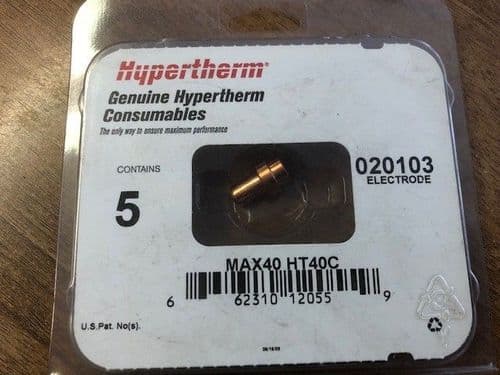 Hypertherm®
Genuine Hypertherm
Consumables
The only way to ensure maximum performance
CONTAINS
5
020103
ELECTRODE
MAX40 HT40C
6 62310 12055 9
U.S.Pat. No(s).